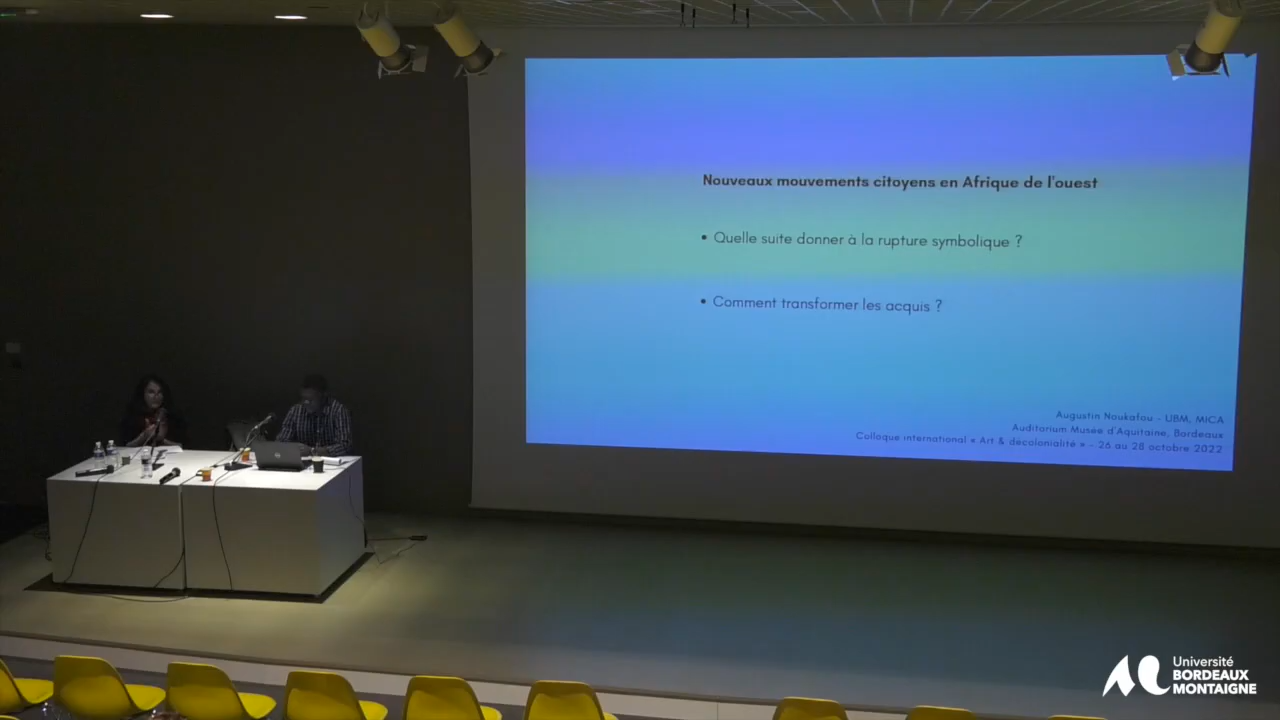 Nouveaux mouvements citoyens en Afrique de l'ouest
• Quelle suite donner à la rupture symbolique ?
• Comment transformer les acquis ?
Augustin Noukafou - UBM, MICA
Auditorium Musée d'Aquitaine, Bordeaux
Colloque international « Art & décolonialité » - 26 au 28 octobre 2022
Université
BORDEAUX
MONTAIGNE